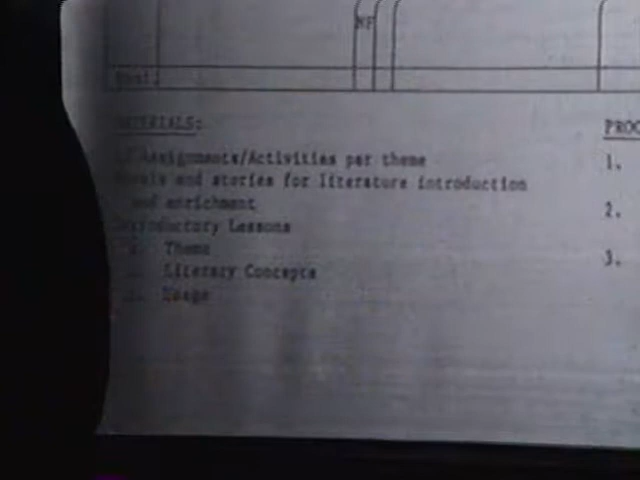 MATERIALS:
Assignments/Activities per theme
and stories for literature introduction
and enrichment
Introductory Lessons
Theme
Literary Concepts
Usage
PROC
1.
2.
3.